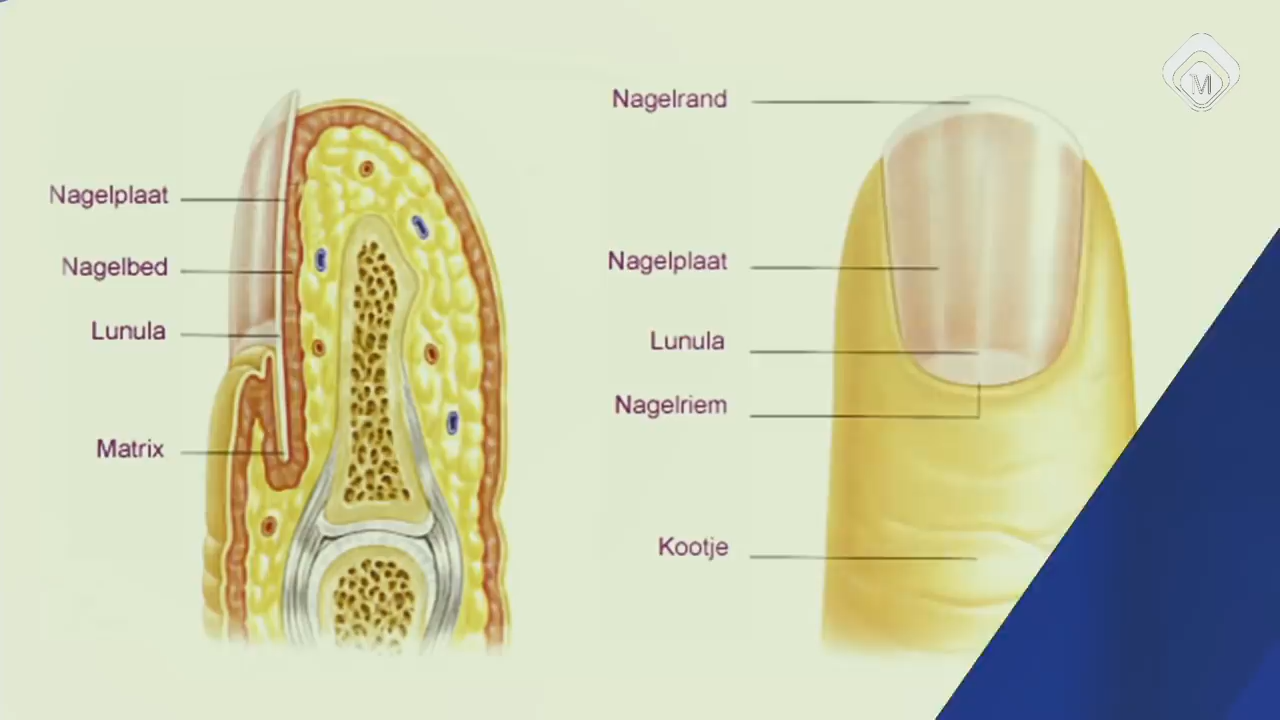 Nagelplaat
Nagelbed
Lunula
Matrix
Nagelrand
Nagelplaat
Lunula
Nagelriem
Kootje
M